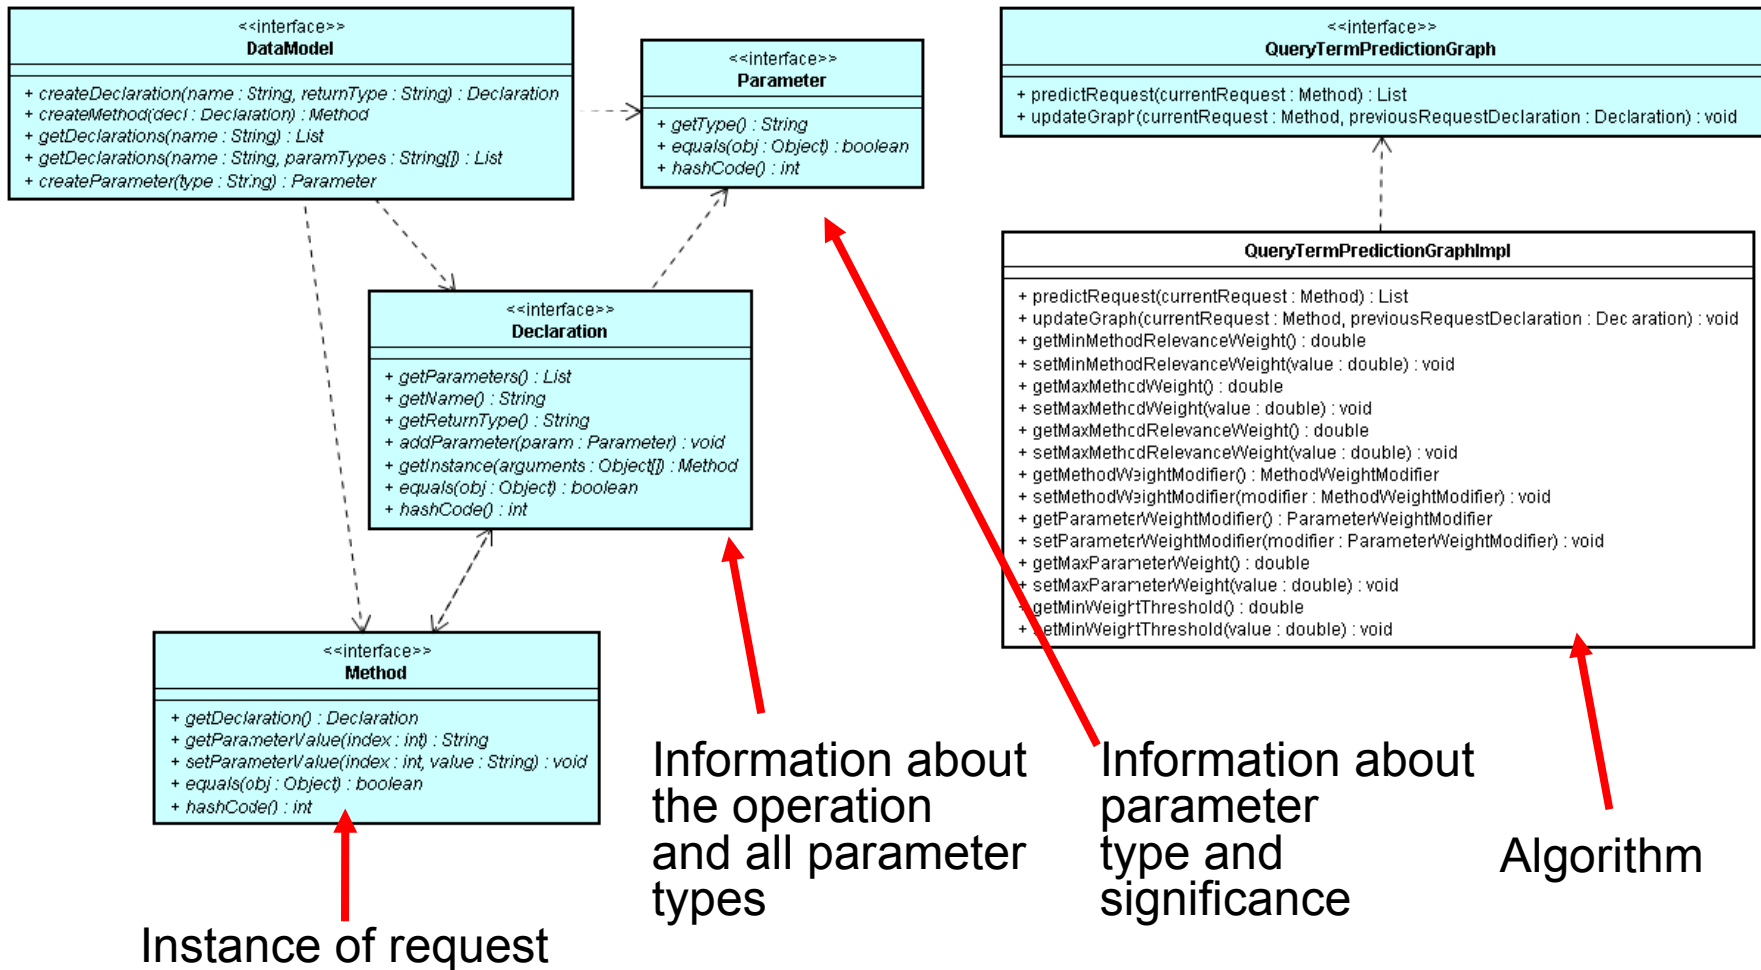 <<interface>>
DataModel
+ createDeclaration(name : String, returnType : String) : Declaration
+ createMethod(decl : Declaration) : Method
+ getDeclarations(name : String) : List
+ getDeclarations(name : String, paramTypes : String[]) : List
+ createParameter(type : String) : Parameter
<<interface>>
Parameter
+ getType() : String
+ equals(obj : Object) : boolean
+ hashCode() : int
<<interface>>
QueryTermPredictionGraph
+ predictRequest(currentRequest : Method) : List
+ updateGraph(currentRequest : Method, previousRequestDeclaration : Declaration) : void
QueryTermPredictionGraphImpl
+ predictRequest(currentRequest : Method) : List
+ updateGraph(currentRequest : Method, previousRequestDeclaration : Declaration) : void
+ getMinMethodRelevanceWeight() : double
+ setMinMethodRelevanceWeight(value : double) : void
+ getMaxMethodWeight() : double
+ setMaxMethodWeight(value : double) : void
+ getMaxMethodRelevanceWeight() : double
+ setMaxMethodRelevanceWeight(value : double) : void
+ getMethodWeightModifier() : MethodWeightModifier
+ setMethodWeightModifier(modifier : MethodWeightModifier) : void
+ getParameterWeightModifier() : ParameterWeightModifier
+ setParameterWeightModifier(modifier : ParameterWeightModifier) : void
+ getMaxParameterWeight() : double
+ setMaxParameterWeight(value : double) : void
+ getMinWeightThreshold() : double
+ setMinWeightThreshold(value : double) : void
<<interface>>
Declaration
+ getParameters() : List
+ getName() : String
+ getReturnType() : String
+ addParameter(param : Parameter) : void
+ getInstance(arguments : Object[]) : Method
+ equals(obj : Object) : boolean
+ hashCode() : int
<<interface>>
Method
+ getDeclaration() : Declaration
+ getParameterValue(index : int) : String
+ setParameterValue(index : int, value : String) : void
+ equals(obj : Object) : boolean
+ hashCode() : int
Information about
the operation
and all parameter
types
Information about
parameter
type and
significance
Algorithm
Instance of request